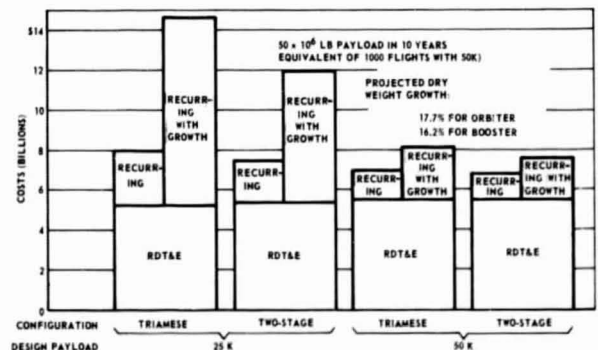 $14
12
10
8
6
4
2
0
COSTS (BILLIONS)
50 x 10⁶ LB PAYLOAD IN 10 YEARS
EQUIVALENT OF 1000 FLIGHTS WITH 50K)
PROJECTED DRY
WEIGHT GROWTH:
17.7% FOR ORBITER
16.2% FOR BOOSTER
RECURR-
ING
RECURR-
ING
WITH
GROWTH
RDT&E
RECURR-
ING
RECURR-
ING
WITH
GROWTH
RDT&E
RECURR-
ING
RECURR-
ING
WITH
GROWTH
RDT&E
RECURR-
ING
RECURR-
ING WITH
GROWTH
RDT&E
CONFIGURATION TRIAMESE TWO-STAGE TRIAMESE TWO-STAGE
DESIGN PAYLOAD 25 K 50 K